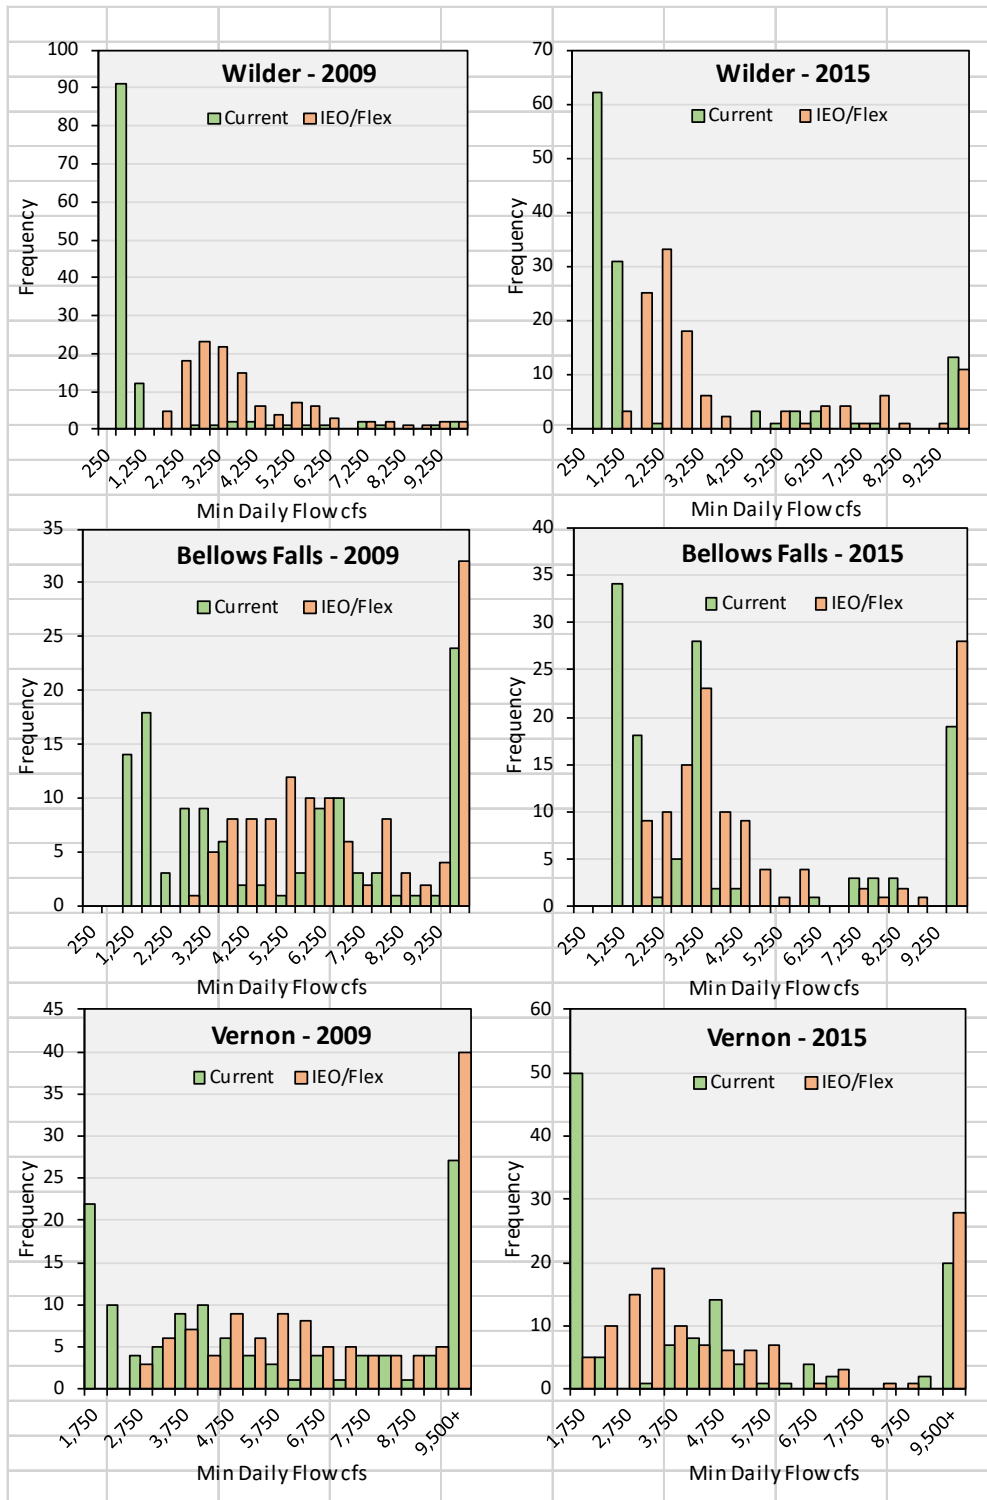 Wilder - 2009
Current IEO/Flex
Frequency
100
90
80
70
60
50
40
30
20
10
0
250 1,250 2,250 3,250 4,250 5,250 6,250 7,250 8,250 9,250
Min Daily Flow cfs
Wilder - 2015
Current IEO/Flex
Frequency
70
60
50
40
30
20
10
0
250 1,250 2,250 3,250 4,250 5,250 6,250 7,250 8,250 9,250
Min Daily Flow cfs
Bellows Falls - 2009
Current IEO/Flex
Frequency
35
30
25
20
15
10
5
0
250 1,250 2,250 3,250 4,250 5,250 6,250 7,250 8,250 9,250
Min Daily Flow cfs
Bellows Falls - 2015
Current IEO/Flex
Frequency
40
35
30
25
20
15
10
5
0
250 1,250 2,250 3,250 4,250 5,250 6,250 7,250 8,250 9,250
Min Daily Flow cfs
Vernon - 2009
Current IEO/Flex
Frequency
45
40
35
30
25
20
15
10
5
0
1,750 2,750 3,750 4,750 5,750 6,750 7,750 8,750 9,500+
Min Daily Flow cfs
Vernon - 2015
Current IEO/Flex
Frequency
60
50
40
30
20
10
0
1,750 2,750 3,750 4,750 5,750 6,750 7,750 8,750 9,500+
Min Daily Flow cfs